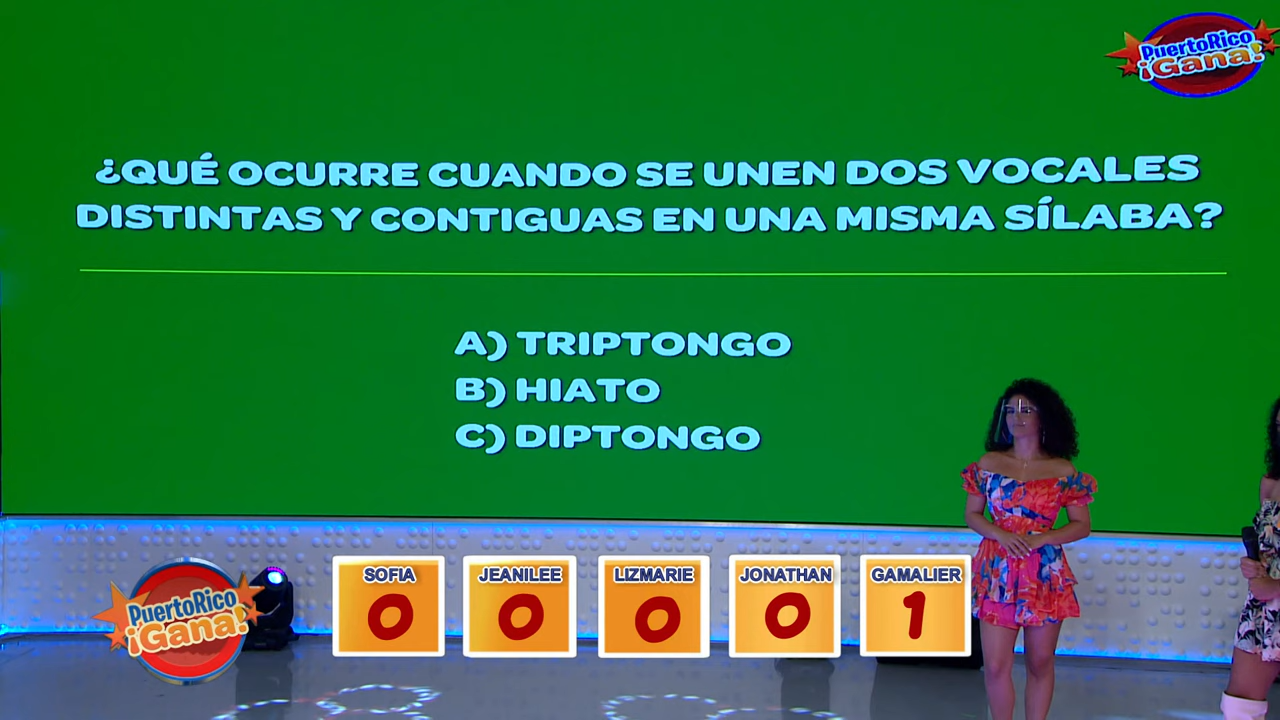 PuertoRico
¡Gana!
¿QUÉ OCURRE CUANDO SE UNEN DOS VOCALES
DISTINTAS Y CONTIGUAS EN UNA MISMA SÍLABA?
A) TRIPTONGO
B) HIATO
C) DIPTONGO
PuertoRico
¡Gana!
SOFIA
0
JEANILEE
0
LIZMARIE
0
JONATHAN
0
GAMALIER
1